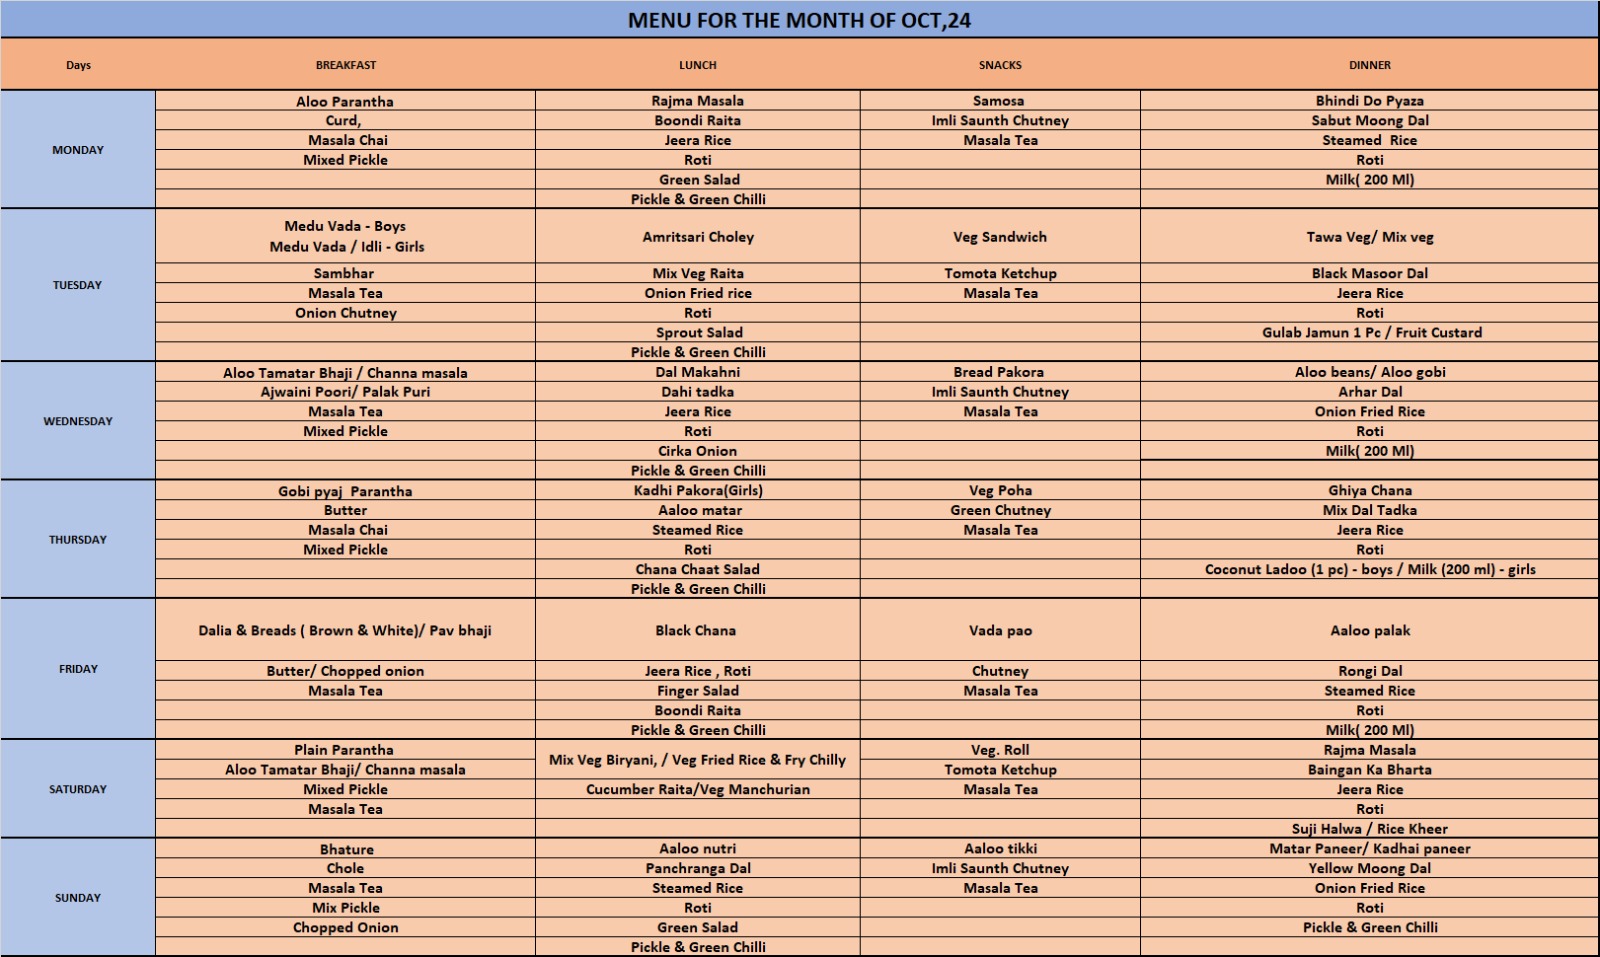 MENU FOR THE MONTH OF OCT,24
Days BREAKFAST LUNCH SNACKS DINNER
MONDAY
Aloo Parantha Rajma Masala Samosa Bhindi Do Pyaza
Curd, Boondi Raita Imli Saunth Chutney Sabut Moong Dal
Masala Chai Jeera Rice Masala Tea Steamed Rice
Mixed Pickle Roti Roti
Green Salad Milk( 200 Ml)
Pickle & Green Chilli
TUESDAY
Medu Vada - Boys
Medu Vada / Idli - Girls Amritsari Choley Veg Sandwich Tawa Veg/ Mix veg
Sambhar Mix Veg Raita Tomota Ketchup Black Masoor Dal
Masala Tea Onion Fried rice Masala Tea Jeera Rice
Onion Chutney Roti Roti
Sprout Salad Gulab Jamun 1 Pc / Fruit Custard
Pickle & Green Chilli
WEDNESDAY
Aloo Tamatar Bhaji / Channa masala Dal Makahni Bread Pakora Aloo beans/ Aloo gobi
Ajwaini Poori/ Palak Puri Dahi tadka Imli Saunth Chutney Arhar Dal
Masala Tea Jeera Rice Masala Tea Onion Fried Rice
Mixed Pickle Roti Roti
Cirka Onion Milk( 200 Ml)
Pickle & Green Chilli
THURSDAY
Gobi pyaj Parantha Kadhi Pakora(Girls) Veg Poha Ghiya Chana
Butter Aaloo matar Green Chutney Mix Dal Tadka
Masala Chai Steamed Rice Masala Tea Jeera Rice
Mixed Pickle Roti Roti
Chana Chaat Salad Coconut Ladoo (1 pc) - boys / Milk (200 ml) - girls
Pickle & Green Chilli
FRIDAY
Dalia & Breads ( Brown & White)/ Pav bhaji Black Chana Vada pao Aaloo palak
Butter/ Chopped onion Jeera Rice , Roti Chutney Rongi Dal
Masala Tea Finger Salad Masala Tea Steamed Rice
Boondi Raita Roti
Pickle & Green Chilli Milk( 200 Ml)
SATURDAY
Plain Parantha Mix Veg Biryani, / Veg Fried Rice & Fry Chilly Veg. Roll Rajma Masala
Aloo Tamatar Bhaji/ Channa masala Tomota Ketchup Baingan Ka Bharta
Mixed Pickle Cucumber Raita/Veg Manchurian Masala Tea Jeera Rice
Masala Tea Roti
Suji Halwa / Rice Kheer
SUNDAY
Bhature Aaloo nutri Aaloo tikki Matar Paneer/ Kadhai paneer
Chole Panchranga Dal Imli Saunth Chutney Yellow Moong Dal
Masala Tea Steamed Rice Masala Tea Onion Fried Rice
Mix Pickle Roti Roti
Chopped Onion Green Salad Pickle & Green Chilli
Pickle & Green Chilli